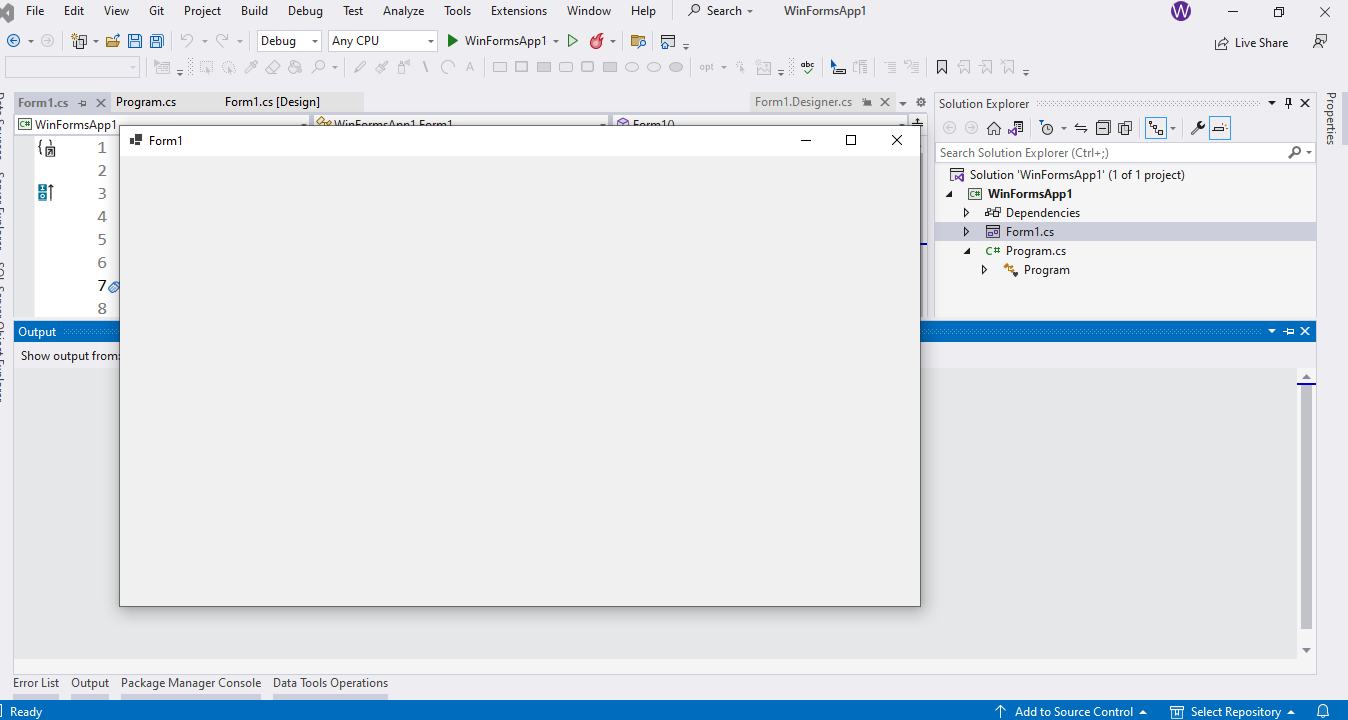 File Edit View Git Project Build Debug Test Analyze Tools Extensions Window Help Search WinFormsApp1 W
Debug Any CPU WinFormsApp1 Live Share
opt abc
Form1.cs Program.cs Form1.cs [Design] Form1.Designer.cs
WinFormsApp1 WinFormsApp1.Form1 Form1()
Form1
1
2
3
4
5
6
7
8
Solution Explorer
Search Solution Explorer (Ctrl+;)
Solution 'WinFormsApp1' (1 of 1 project)
C# WinFormsApp1
Dependencies
Form1.cs
C# Program.cs
Program
Properties
Output
Show output from:
Error List Output Package Manager Console Data Tools Operations
Ready Add to Source Control Select Repository